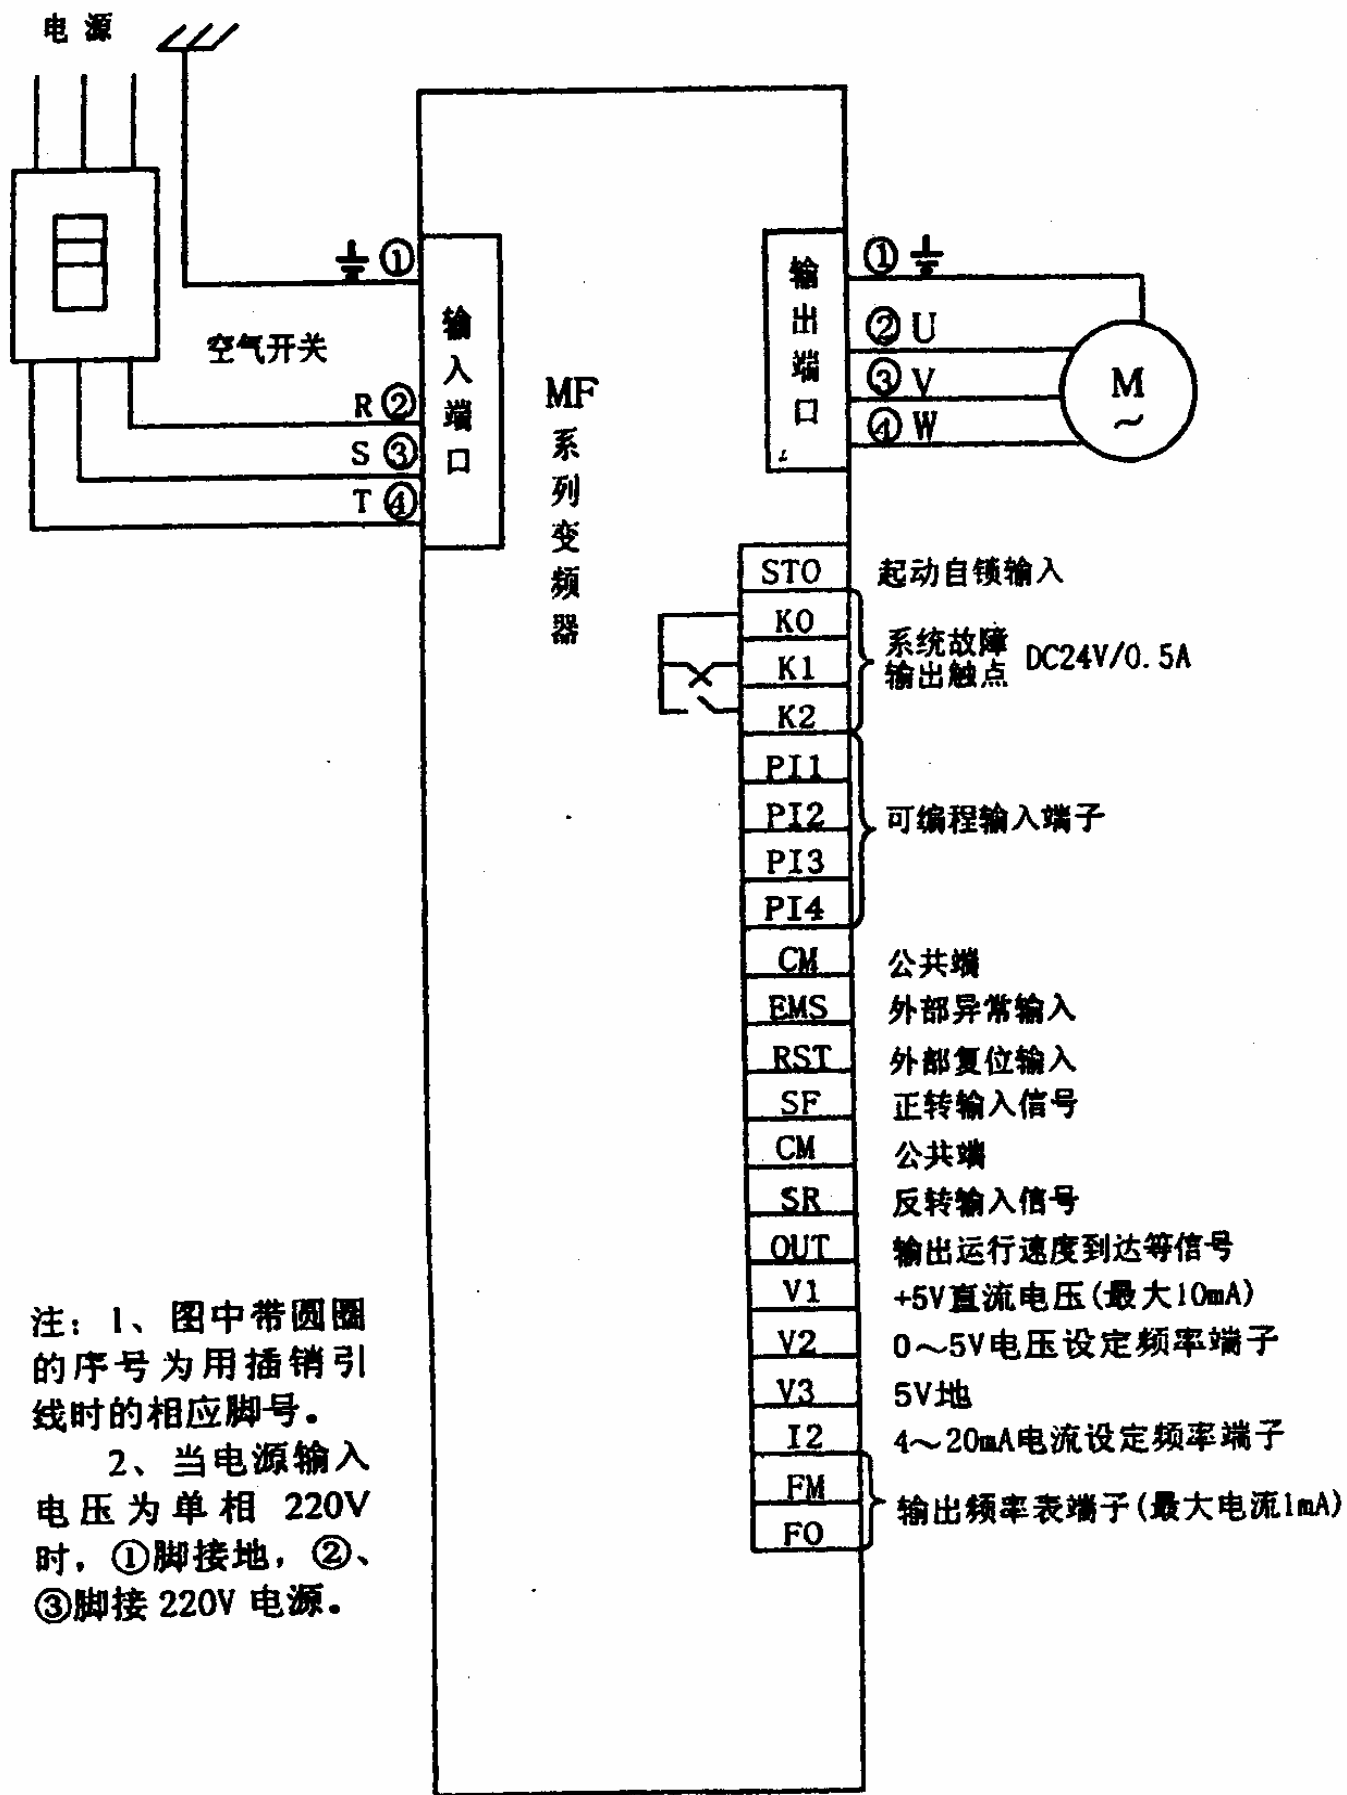 电源
空气开关
① 
R②
S③
T④
输入端口
MF
系列变频器
输出端口
①
②U
③V
④W
M
~
STO 起动自锁输入
K0
K1
K2
系统故障
输出触点 DC24V/0.5A
PI1
PI2
PI3
PI4
可编程输入端子
CM 公共端
EMS 外部异常输入
RST 外部复位输入
SF 正转输入信号
CM 公共端
SR 反转输入信号
OUT 输出运行速度到达等信号
V1 +5V直流电压(最大10mA)
V2 0~5V电压设定频率端子
V3 5V地
I2 4~20mA电流设定频率端子
FM
FO
输出频率表端子(最大电流1mA)
注：1、图中带圆圈
的序号为用插销引
线时的相应脚号。
2、当电源输入
电压为单相 220V
时，①脚接地，②、
③脚接 220V 电源。